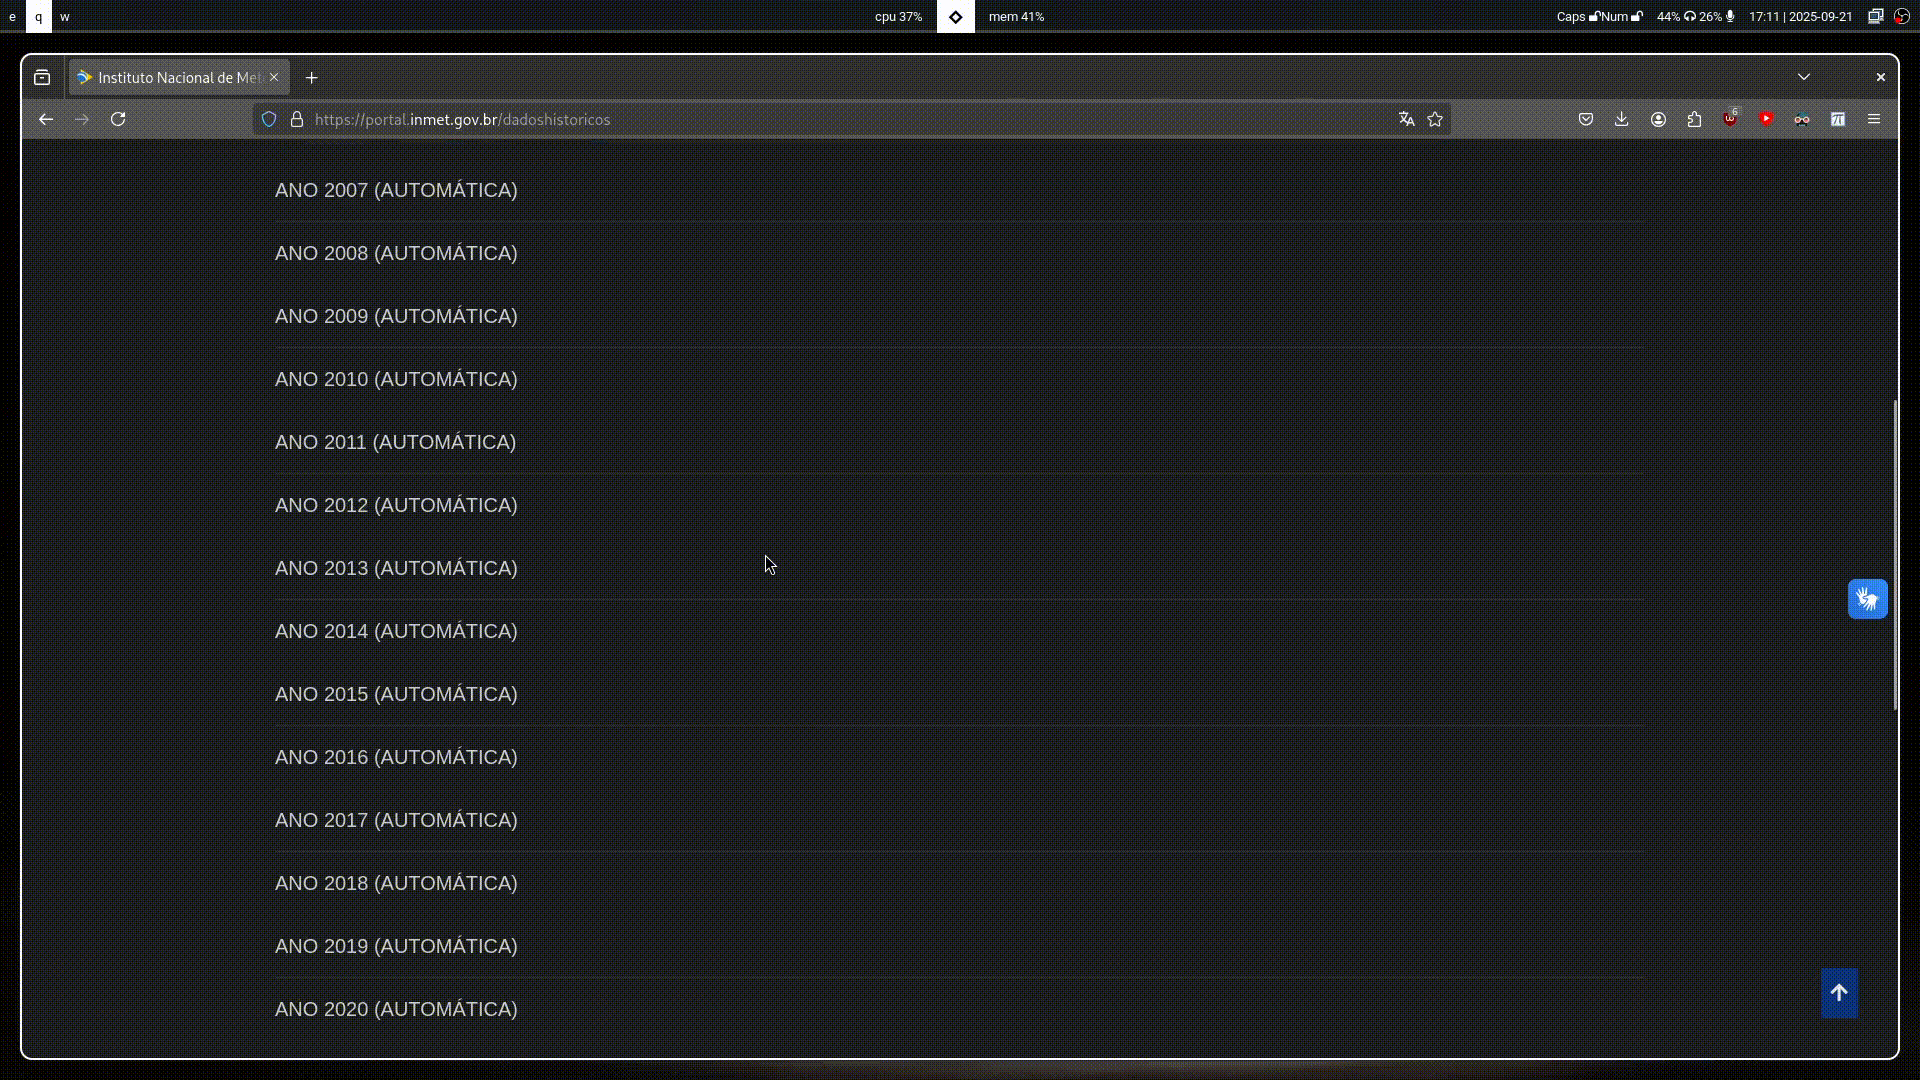 e q w cpu 37% mem 41% Caps Num 44% 26% 17:11 | 2025-09-21
Instituto Nacional de Met
https://portal.inmet.gov.br/dadoshistoricos
6
ANO 2007 (AUTOMÁTICA)
ANO 2008 (AUTOMÁTICA)
ANO 2009 (AUTOMÁTICA)
ANO 2010 (AUTOMÁTICA)
ANO 2011 (AUTOMÁTICA)
ANO 2012 (AUTOMÁTICA)
ANO 2013 (AUTOMÁTICA)
ANO 2014 (AUTOMÁTICA)
ANO 2015 (AUTOMÁTICA)
ANO 2016 (AUTOMÁTICA)
ANO 2017 (AUTOMÁTICA)
ANO 2018 (AUTOMÁTICA)
ANO 2019 (AUTOMÁTICA)
ANO 2020 (AUTOMÁTICA)